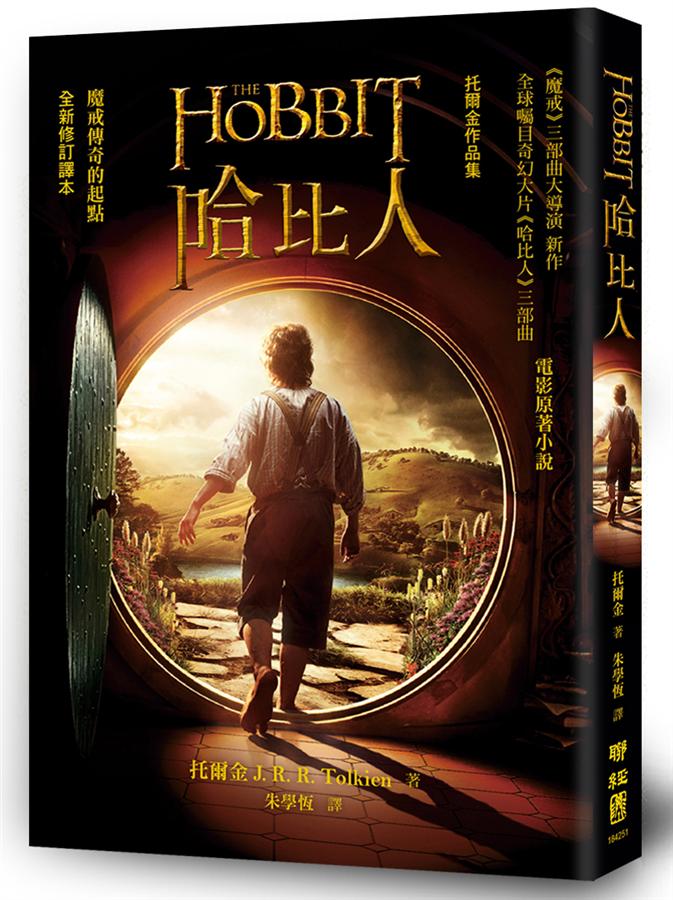 THE
HOBBIT
哈比人
托爾金作品集
《魔戒》三部曲大導演 新作
全球矚目奇幻大片《哈比人》三部曲
電影原著小說
魔戒傳奇的起點
全新修訂譯本
托爾金 J. R. R. Tolkien 著
朱學恆 譯
THE
HOBBIT
哈比人
托爾金 著
朱學恆 譯
聯經
184251